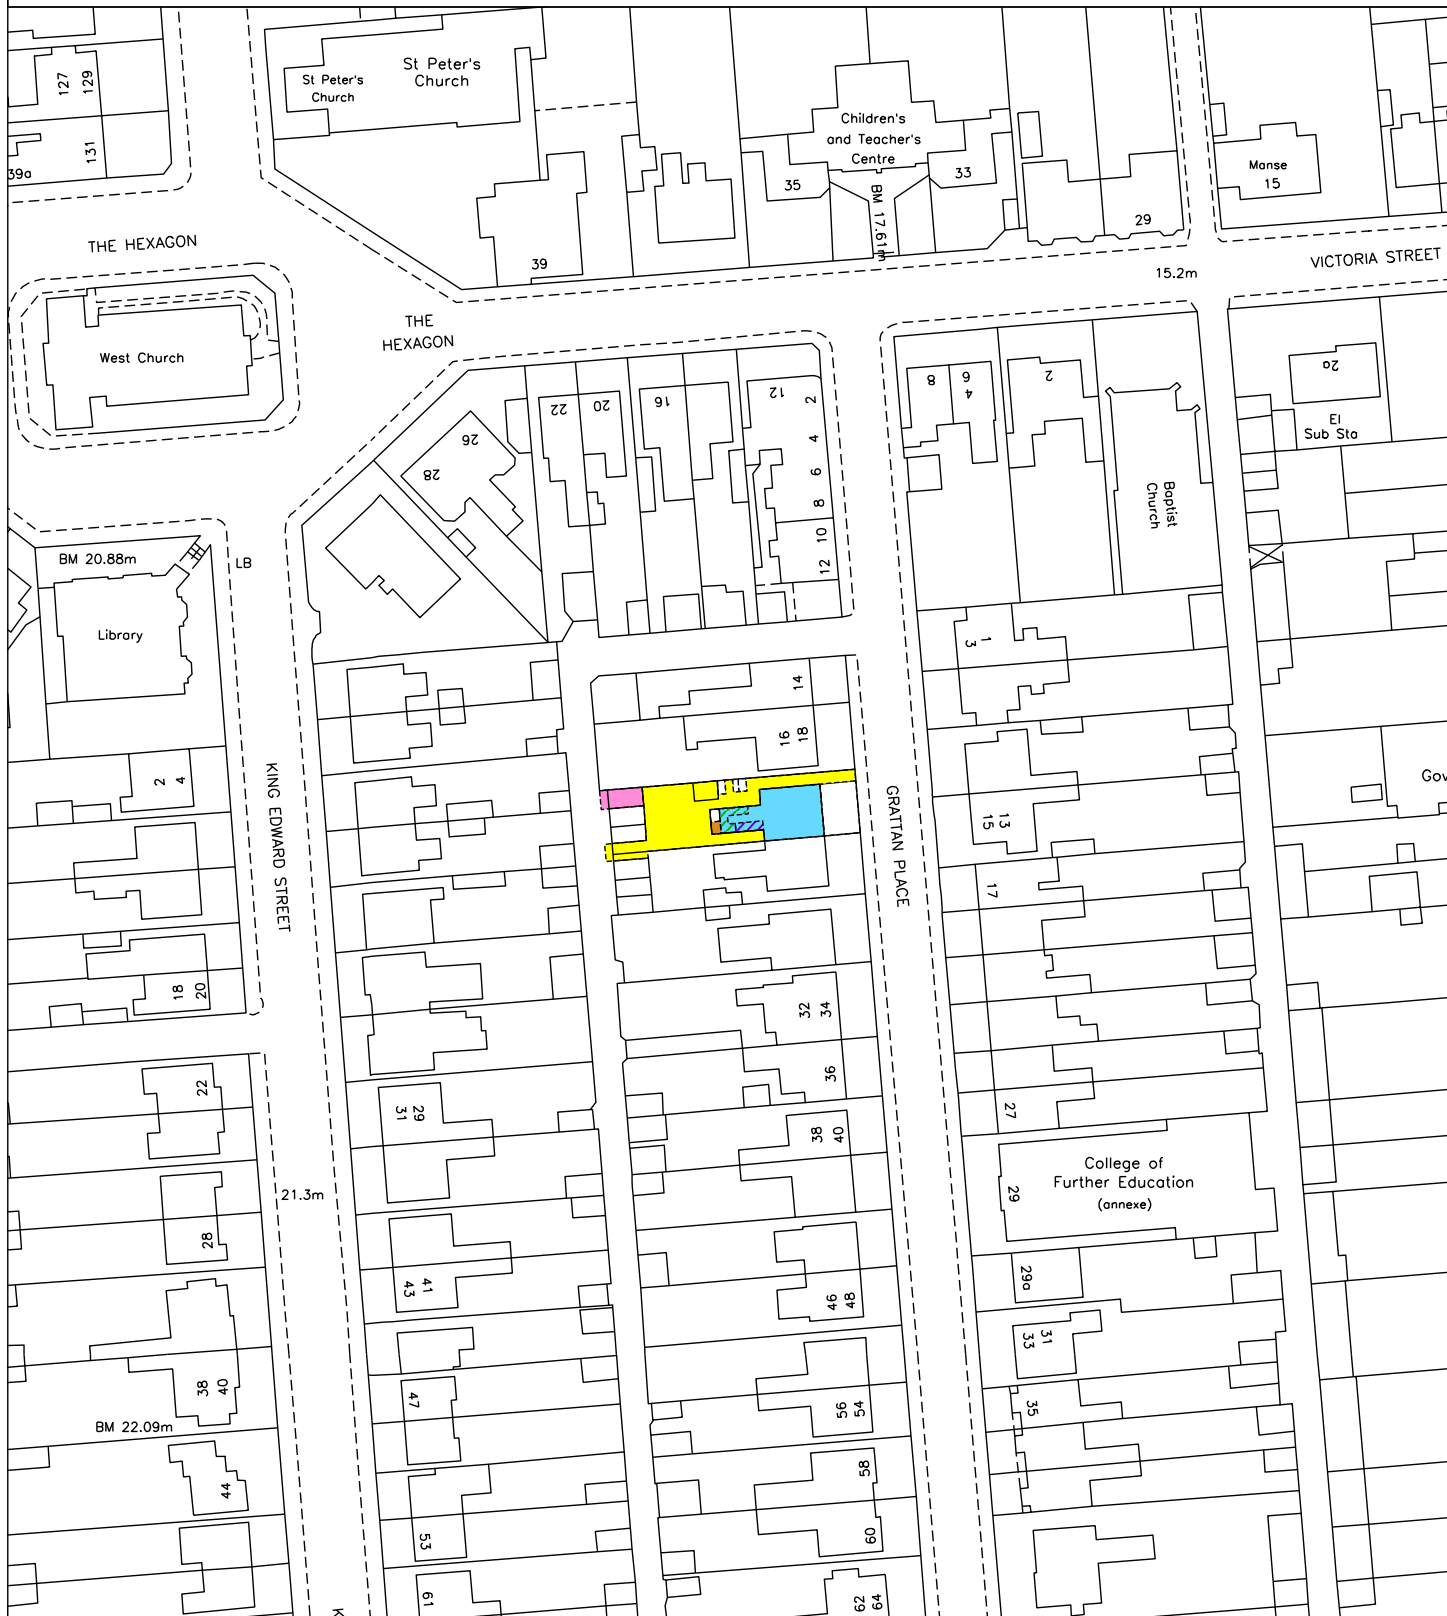 127
129
131
39a
St Peter's
Church
St Peter's
Church
Children's
and Teacher's
Centre
35
33
BM 17.61m
39
29
Manse
15
THE HEXAGON
15.2m
VICTORIA STREET
THE
HEXAGON
West Church
26
28
22
20
16
12
2
4
6
8
10
12
8
6
4
2
2a
El
Sub Sta
Baptist
Church
BM 20.88m
LB
Library
1
3
14
16
18
2
4
KING EDWARD STREET
GRATTAN PLACE
Gov
13
15
17
18
20
32
34
36
22
29
31
27
38
40
College of
Further Education
(annexe)
29
21.3m
28
41
43
29a
46
48
31
33
38
40
47
56
54
35
BM 22.09m
44
58
53
60
61
62
64
K